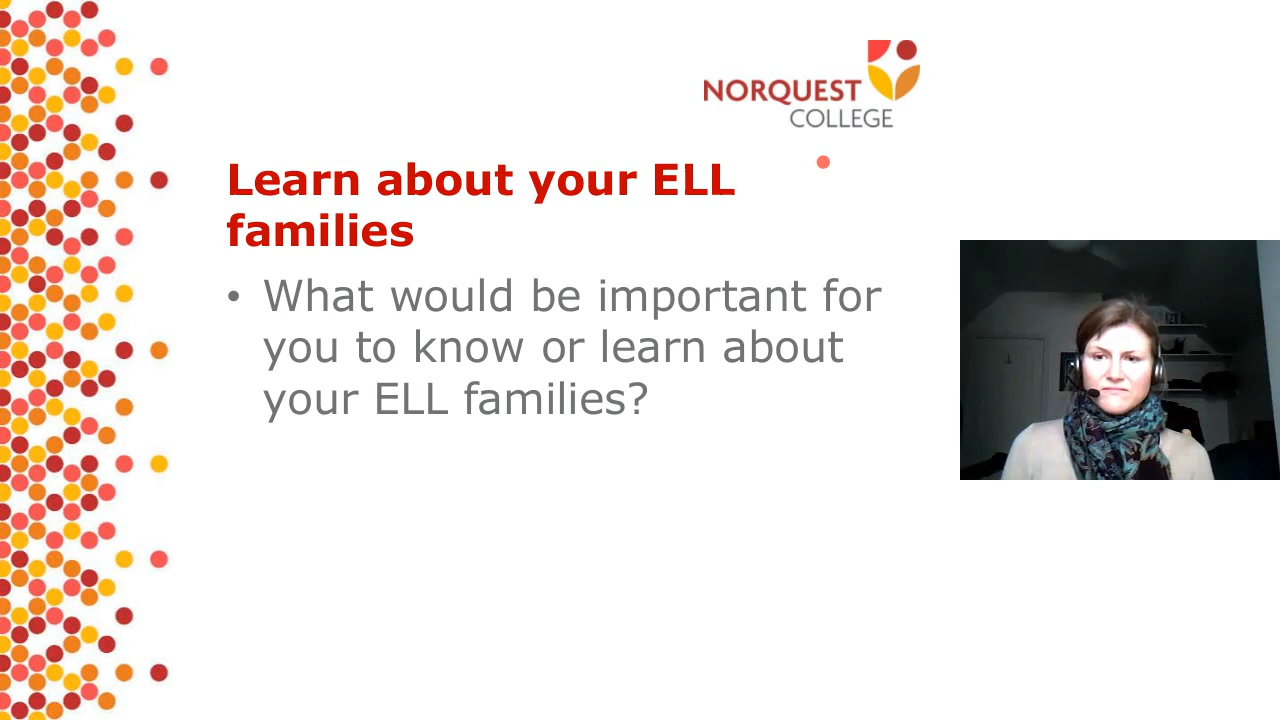 NORQUEST
COLLEGE
Learn about your ELL
families
• What would be important for
you to know or learn about
your ELL families?